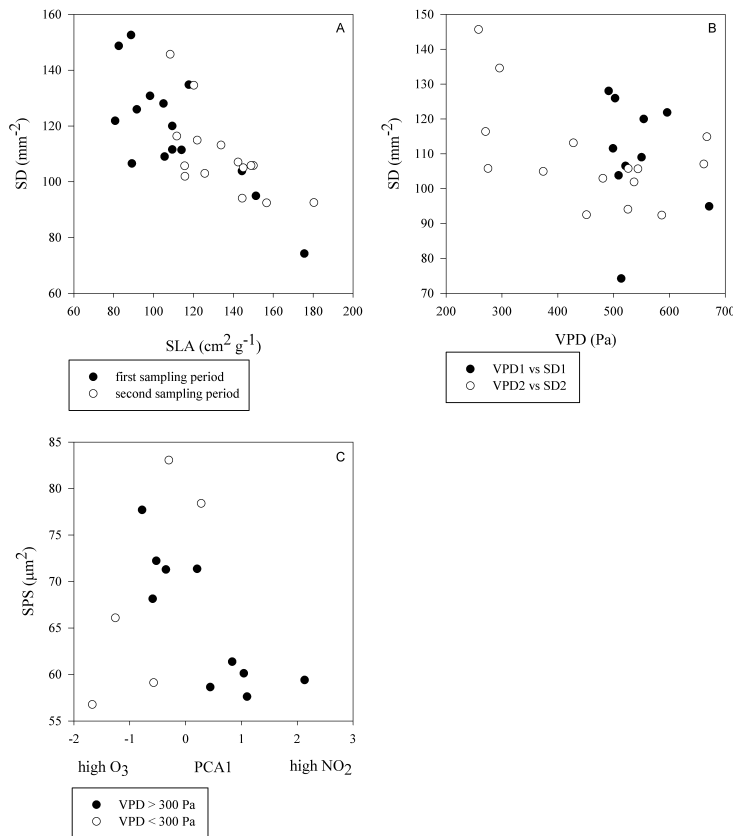 A
160
140
120
100
80
60
SD (mm-2)
60 80 100 120 140 160 180 200
SLA (cm2 g-1)
first sampling period
second sampling period
B
150
140
130
120
110
100
90
80
70
SD (mm-2)
200 300 400 500 600 700
VPD (Pa)
VPD1 vs SD1
VPD2 vs SD2
C
85
80
75
70
65
60
55
SPS (µm2)
-2 -1 0 1 2 3
high O3 PCA1 high NO2
VPD > 300 Pa
VPD < 300 Pa